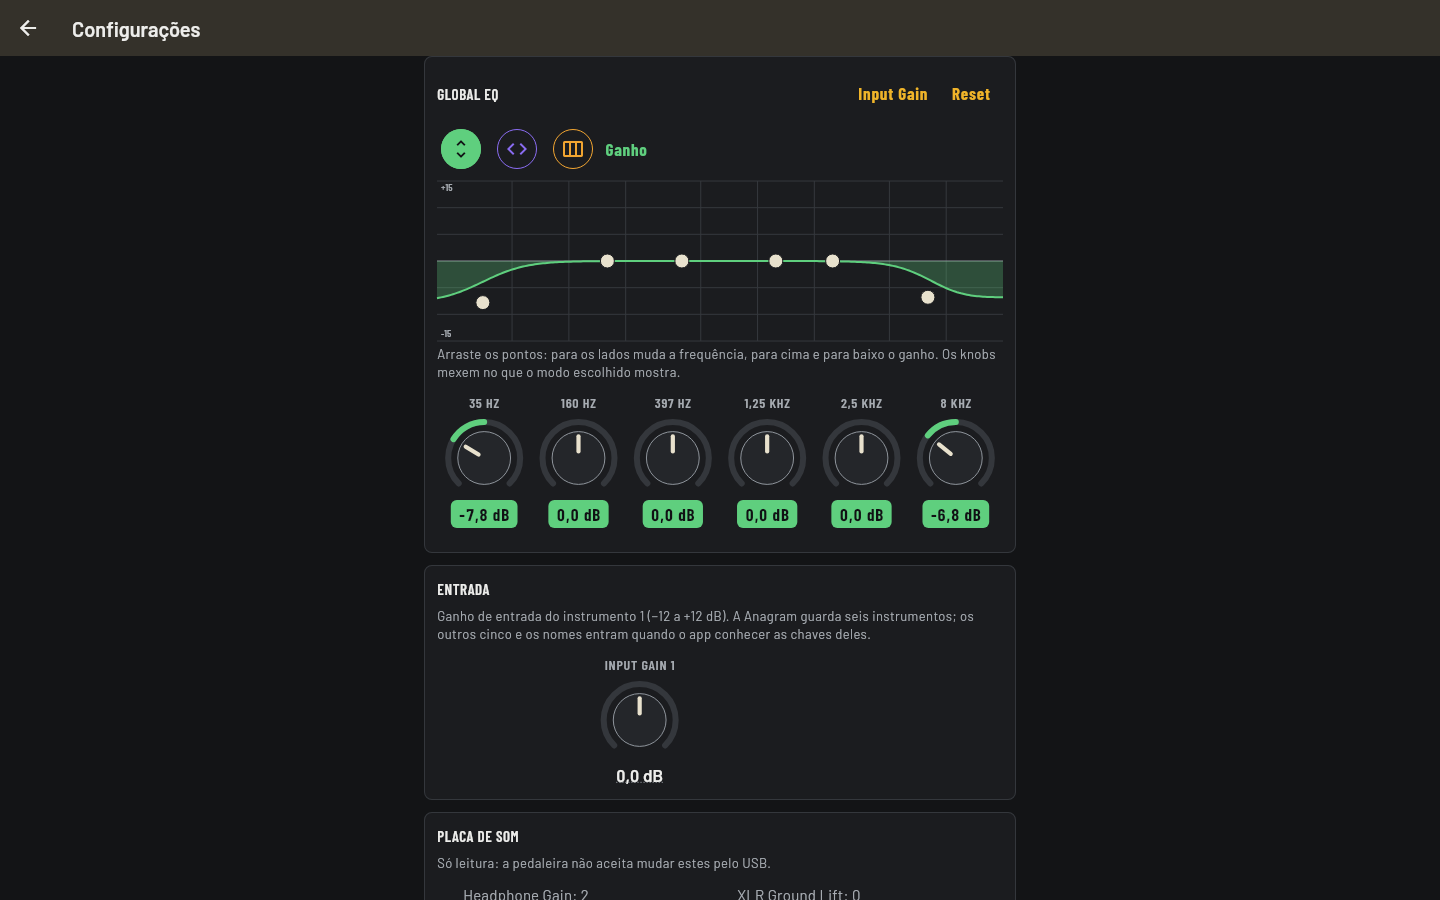 Configurações
GLOBAL EQ
Input Gain
Reset
Ganho
+15
-15
Arraste os pontos: para os lados muda a frequência, para cima e para baixo o ganho. Os knobs
mexem no que o modo escolhido mostra.
35 HZ
160 HZ
397 HZ
1,25 KHZ
2,5 KHZ
8 KHZ
-7,8 dB
0,0 dB
0,0 dB
0,0 dB
0,0 dB
-6,8 dB
ENTRADA
Ganho de entrada do instrumento 1 (−12 a +12 dB). A Anagram guarda seis instrumentos; os
outros cinco e os nomes entram quando o app conhecer as chaves deles.
INPUT GAIN 1
0,0 dB
PLACA DE SOM
Só leitura: a pedaleira não aceita mudar estes pelo USB.
Headphone Gain: 2
XLR Ground Lift: 0